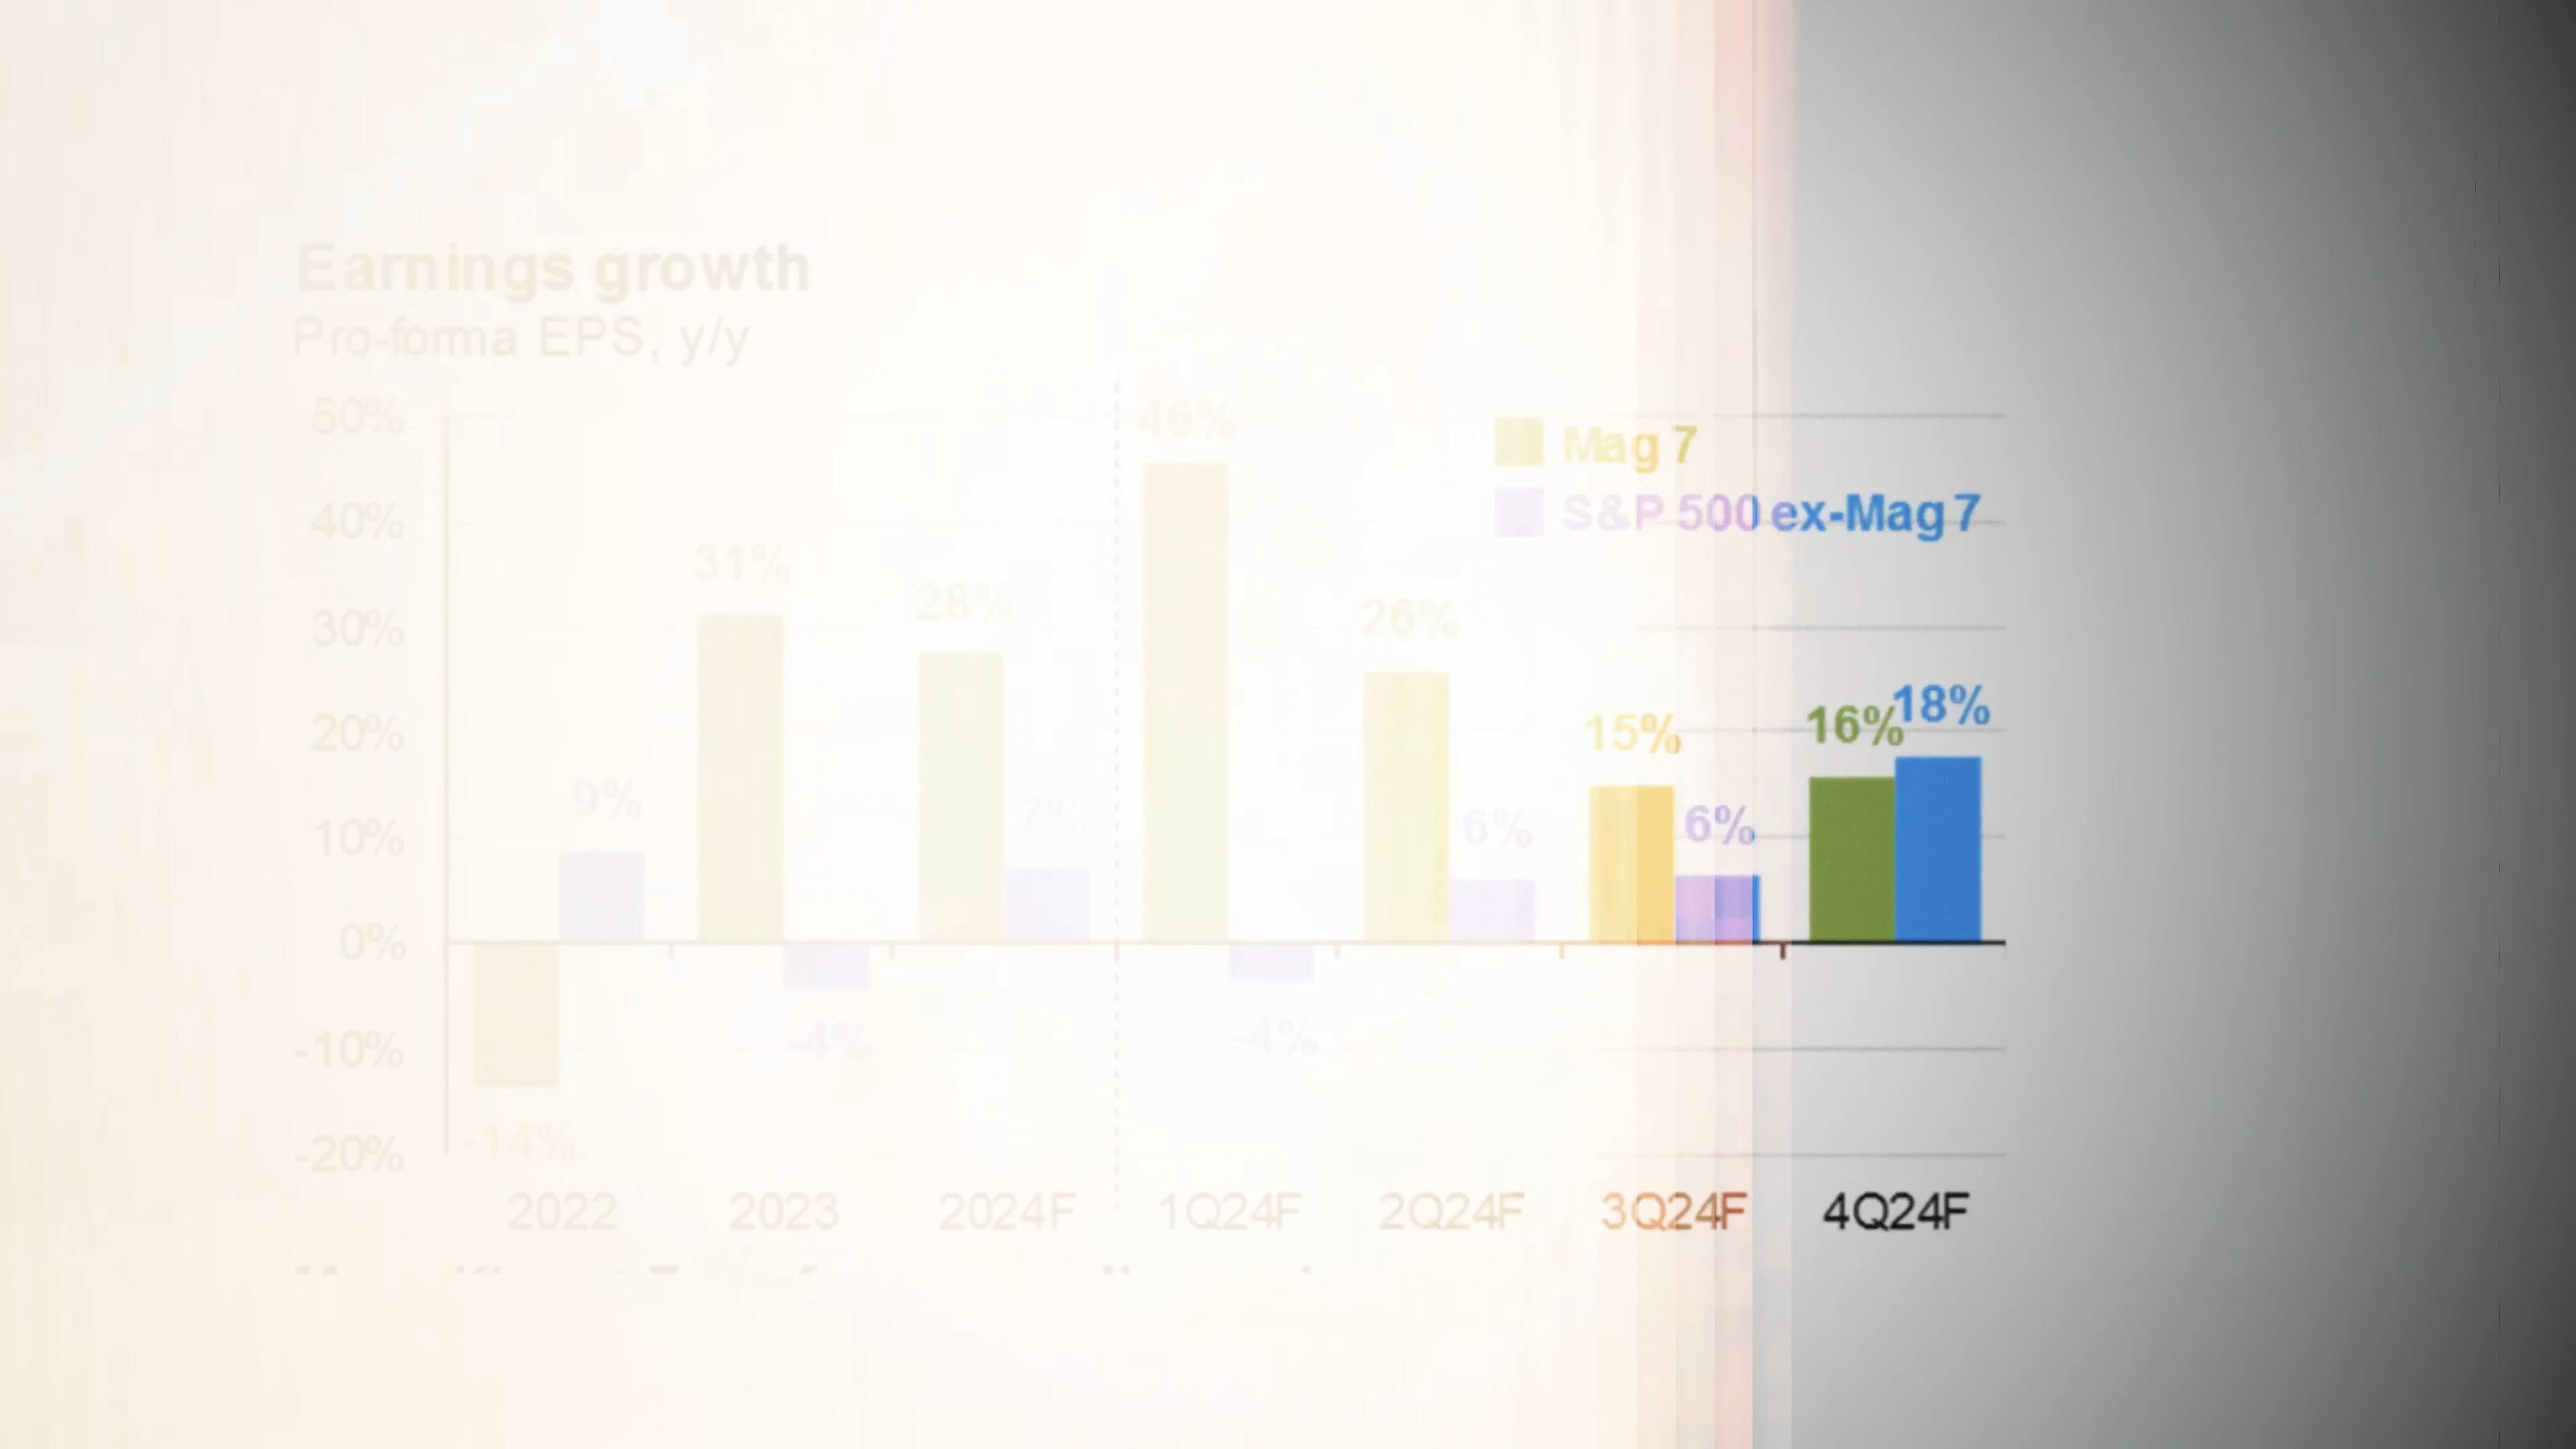 Earnings growth
Pro-forma EPS, y/y
50%
40%
30%
20%
10%
0%
-10%
-20%
Mag 7
S&P 500 ex-Mag 7
-14%
9%
31%
-4%
28%
7%
46%
-4%
26%
6%
15%
6%
16%
18%
2022
2023
2024F
1Q24F
2Q24F
3Q24F
4Q24F